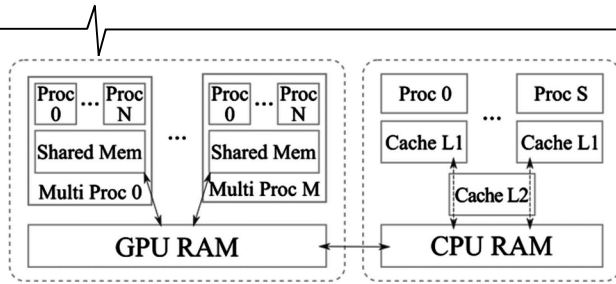 Proc 0 ... Proc N
Shared Mem
Multi Proc 0
...
Proc 0 ... Proc N
Shared Mem
Multi Proc M
GPU RAM
Proc 0 ... Proc S
Cache L1 Cache L1
Cache L2
CPU RAM